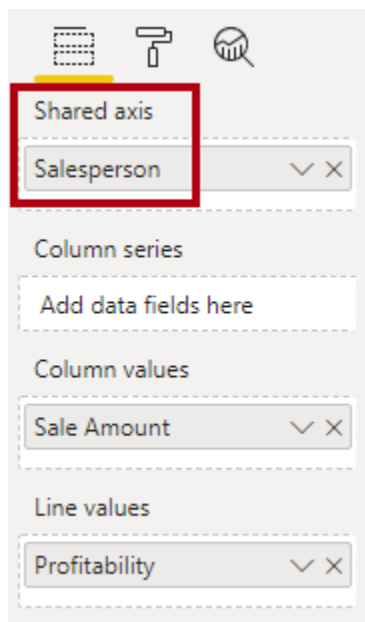 Shared axis
Salesperson
Column series
Add data fields here
Column values
Sale Amount
Line values
Profitability